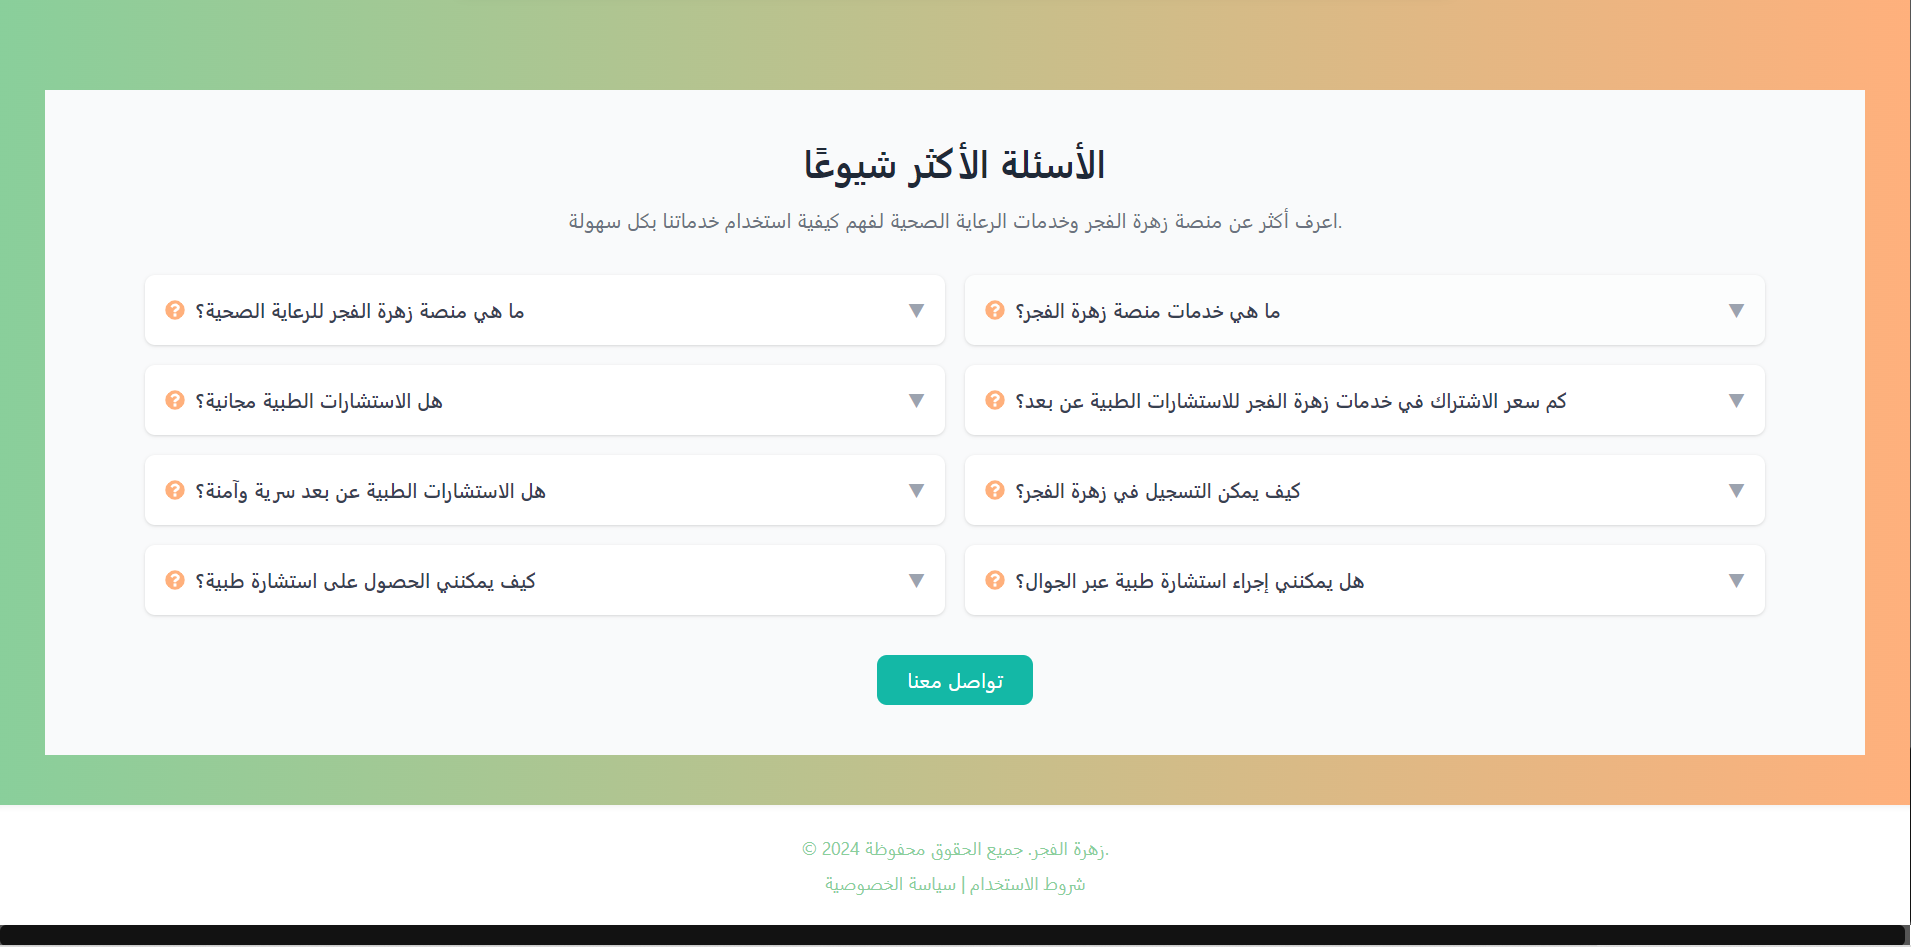 الأسئلة الأكثر شيوعًا
اعرف أكثر عن منصة زهرة الفجر وخدمات الرعاية الصحية لفهم كيفية استخدام خدماتنا بكل سهولة.
ما هي خدمات منصة زهرة الفجر؟
ما هي منصة زهرة الفجر للرعاية الصحية؟
كم سعر الاشتراك في خدمات زهرة الفجر للاستشارات الطبية عن بعد؟
هل الاستشارات الطبية مجانية؟
كيف يمكن التسجيل في زهرة الفجر؟
هل الاستشارات الطبية عن بعد سرية وآمنة؟
هل يمكنني إجراء استشارة طبية عبر الجوال؟
كيف يمكنني الحصول على استشارة طبية؟
تواصل معنا
© 2024 زهرة الفجر. جميع الحقوق محفوظة.
شروط الاستخدام | سياسة الخصوصية